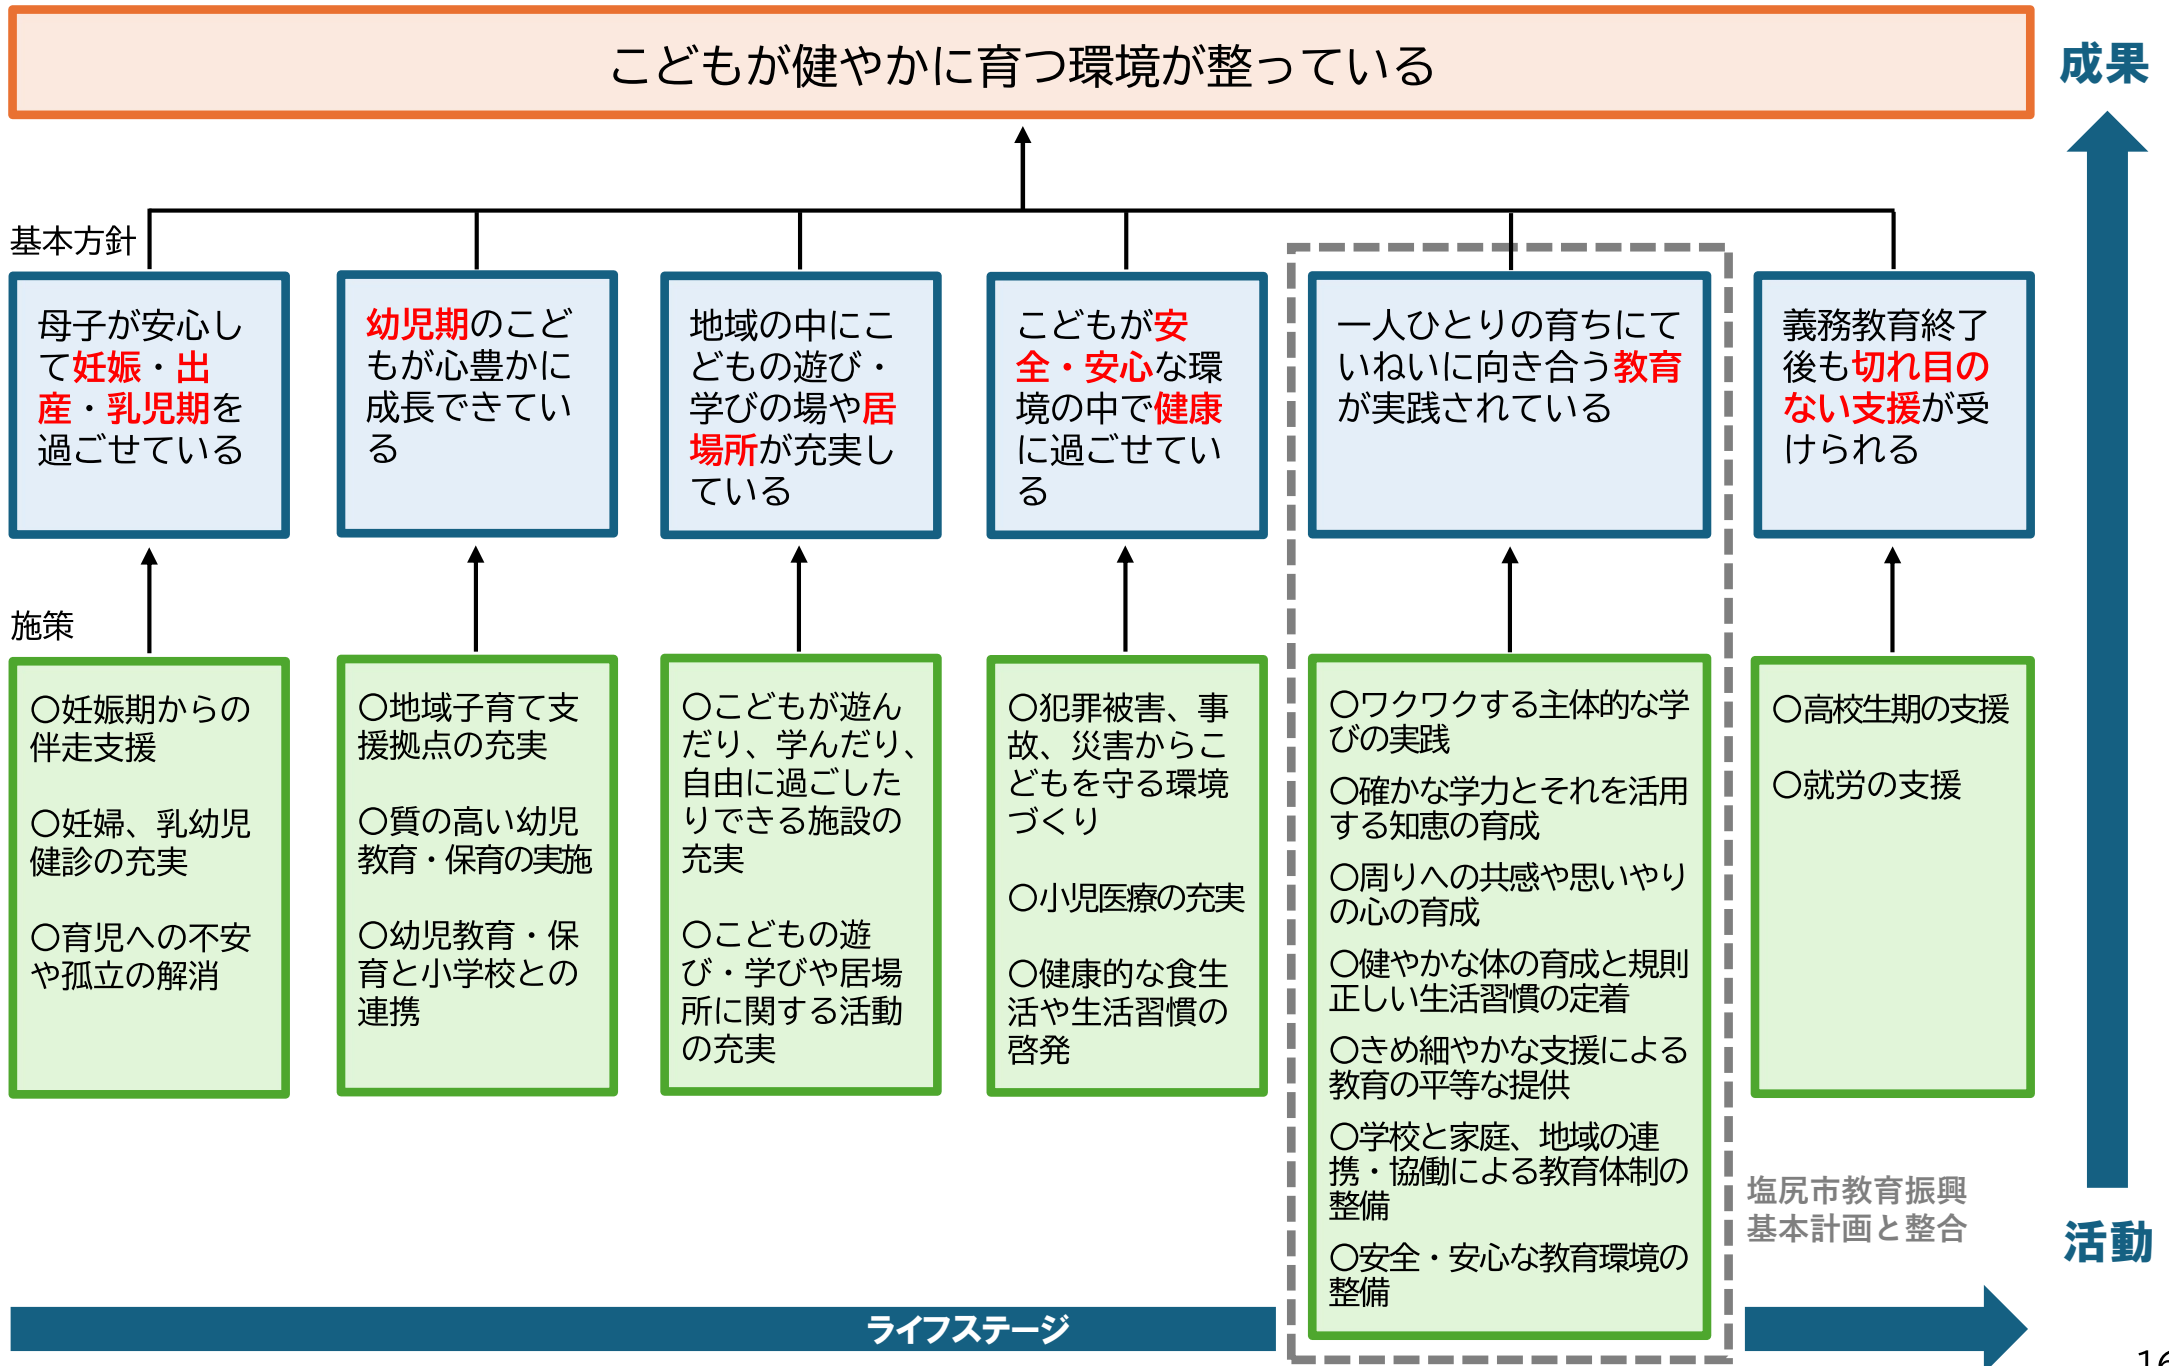 こどもが健やかに育つ環境が整っている
成果
基本方針
母子が安心し
て妊娠・出
産・乳児期を
過ごせている
幼児期のこど
もが心豊かに
成長できてい
る
地域の中にこ
どもの遊び・
学びの場や居
場所が充実し
ている
こどもが安
全・安心な環
境の中で健康
に過ごせてい
る
一人ひとりの育ちにて
いねいに向き合う教育
が実践されている
義務教育終了
後も切れ目の
ない支援が受
けられる
施策
〇妊娠期からの
伴走支援
〇妊婦、乳幼児
健診の充実
〇育児への不安
や孤立の解消
〇地域子育て支
援拠点の充実
〇質の高い幼児
教育・保育の実施
〇幼児教育・保
育と小学校との
連携
〇こどもが遊ん
だり、学んだり、
自由に過ごした
りできる施設の
充実
〇こどもの遊
び・学びや居場
所に関する活動
の充実
〇犯罪被害、事
故、災害からこ
どもを守る環境
づくり
〇小児医療の充実
〇健康的な食生
活や生活習慣の
啓発
〇ワクワクする主体的な学
びの実践
〇確かな学力とそれを活用
する知恵の育成
〇周りへの共感や思いやり
の心の育成
〇健やかな体の育成と規則
正しい生活習慣の定着
〇きめ細やかな支援による
教育の平等な提供
〇学校と家庭、地域の連
携・協働による教育体制の
整備
〇安全・安心な教育環境の
整備
〇高校生期の支援
〇就労の支援
塩尻市教育振興
基本計画と整合
活動
ライフステージ